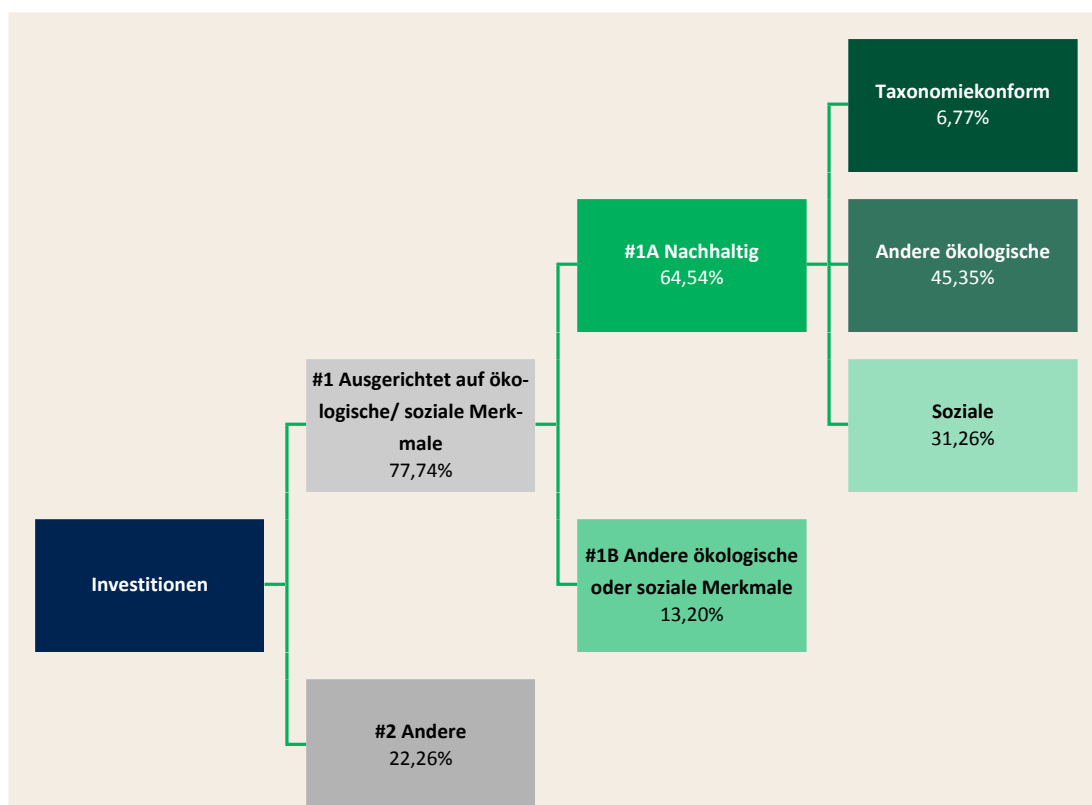 Taxonomiekonform
6,77%
#1A Nachhaltig
64,54%
Andere ökologische
45,35%
#1 Ausgerichtet auf öko-
logische/ soziale Merk-
male
77,74%
Soziale
31,26%
Investitionen
#1B Andere ökologische
oder soziale Merkmale
13,20%
#2 Andere
22,26%